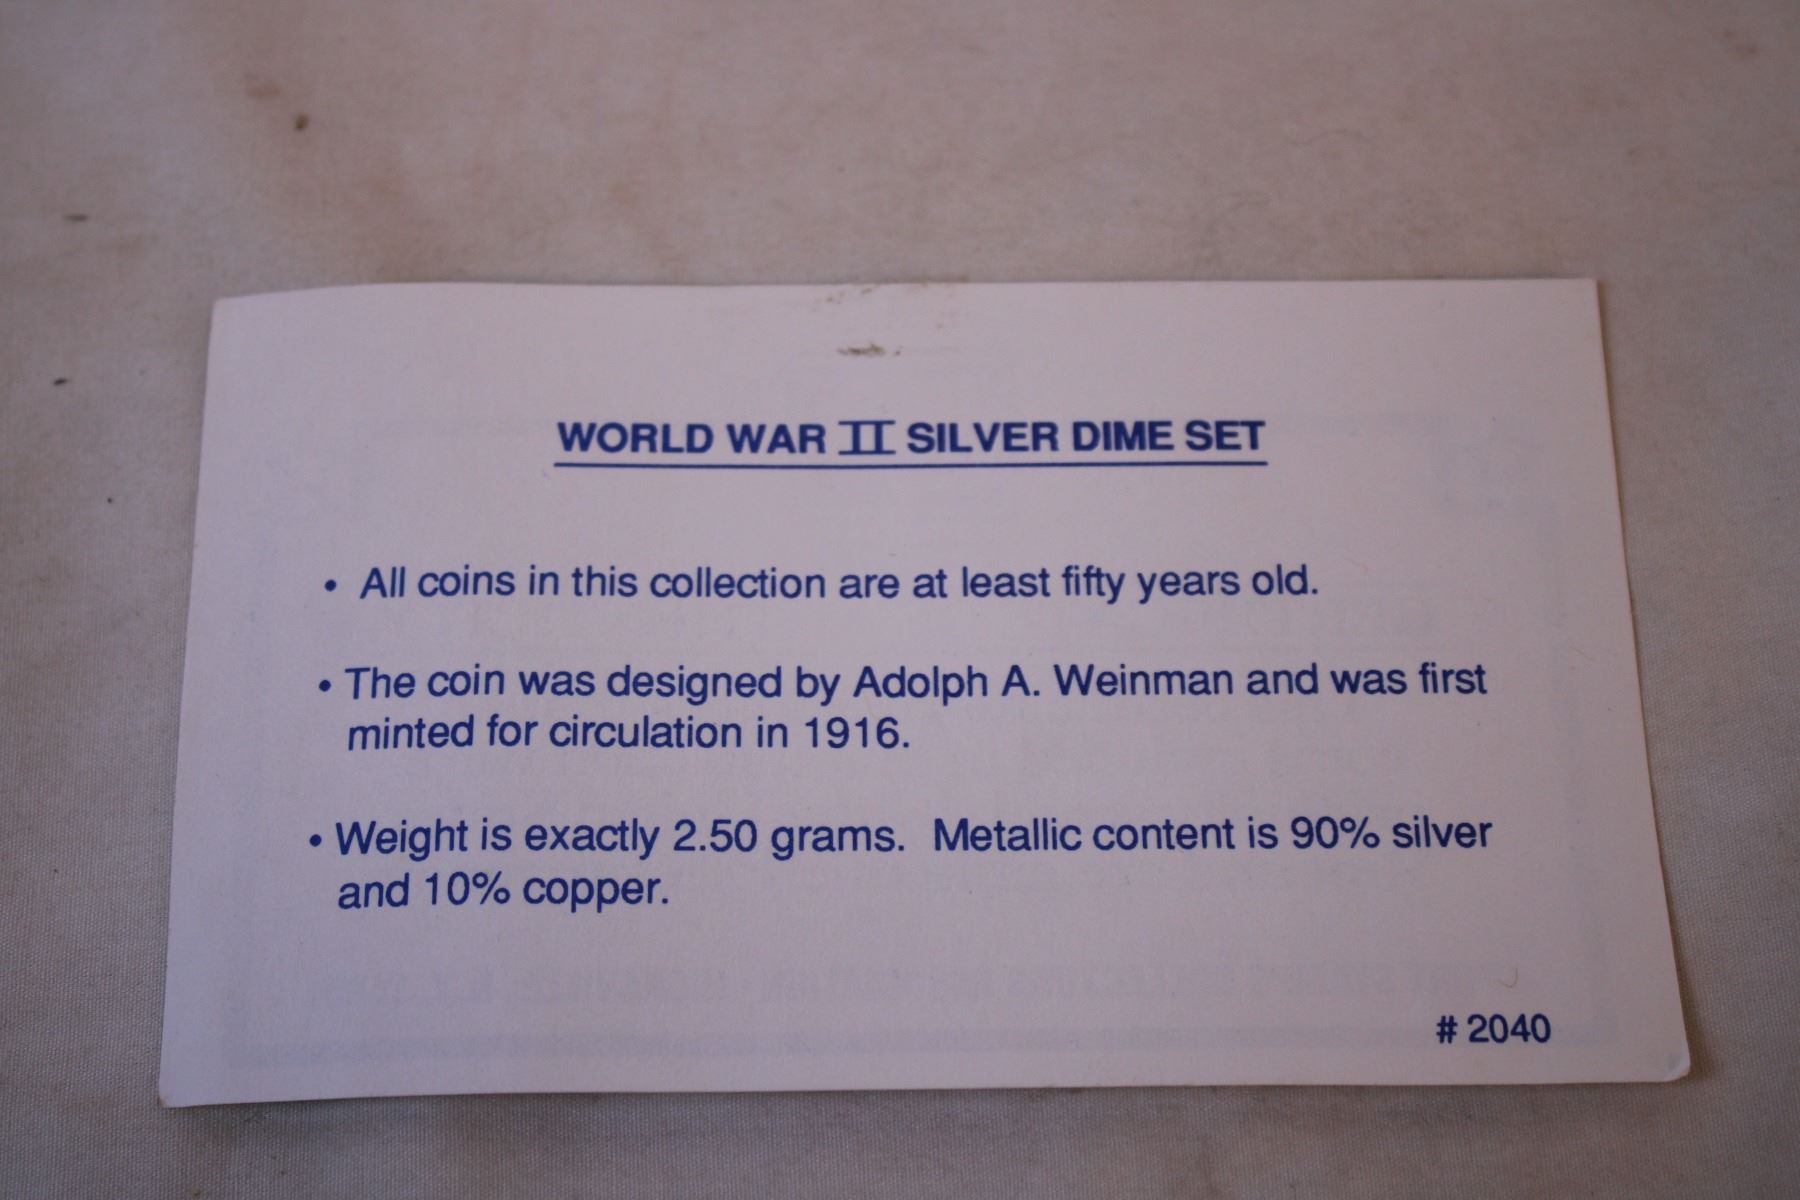 WORLD WAR II SILVER DIME SET
• All coins in this collection are at least fifty years old.
• The coin was designed by Adolph A. Weinman and was first
minted for circulation in 1916.
• Weight is exactly 2.50 grams. Metallic content is 90% silver
and 10% copper.
# 2040